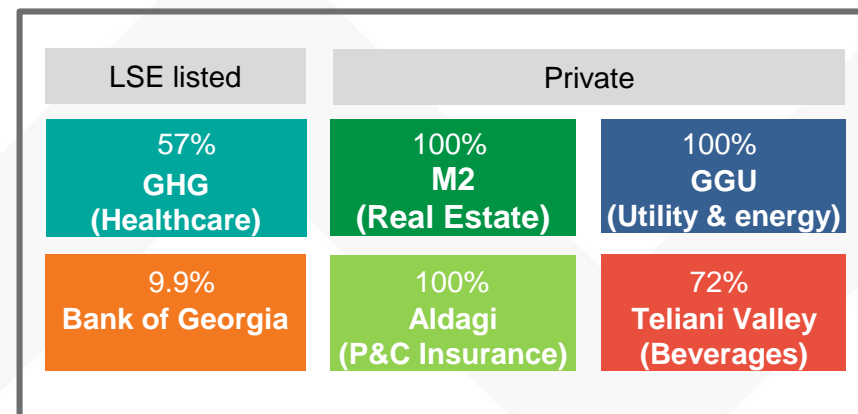 LSE listed
Private
57%
GHG
(Healthcare)
100%
M2
(Real Estate)
100%
GGU
(Utility & energy)
9.9%
Bank of Georgia
100%
Aldagi
(P&C Insurance)
72%
Teliani Valley
(Beverages)